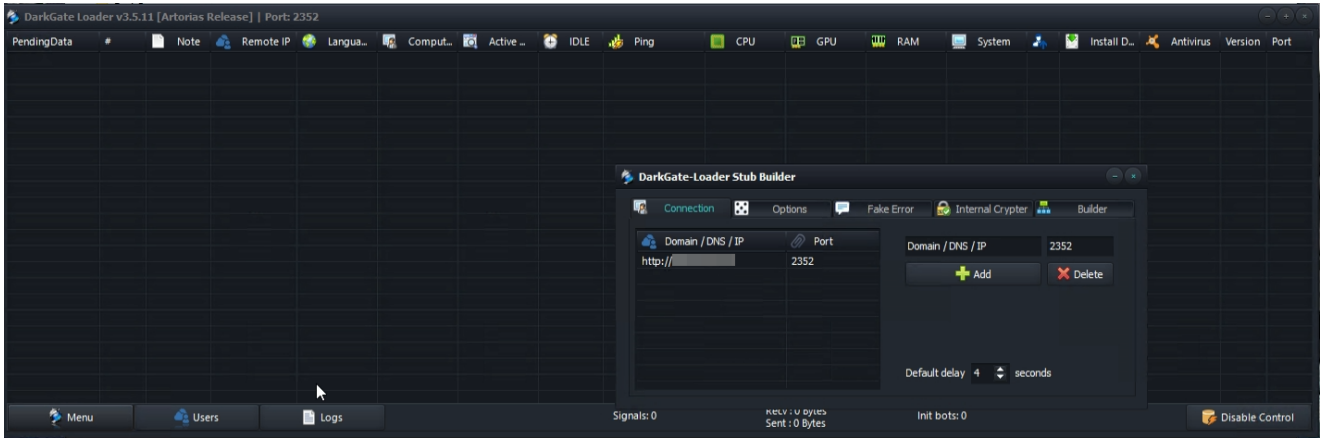 DarkGate Loader v3.5.11 [Artorias Release] | Port: 2352
PendingData # Note Remote IP Langua... Comput... Active ... IDLE Ping CPU GPU RAM System Install D... Antivirus Version Port
DarkGate-Loader Stub Builder
Connection Options Fake Error Internal Crypter Builder
Domain / DNS / IP Port
http:// 2352
Domain / DNS / IP 2352
Add Delete
Default delay 4 seconds
Menu Users Logs Signals: 0
Recv : 0 Bytes
Sent : 0 Bytes
Init bots: 0
Disable Control